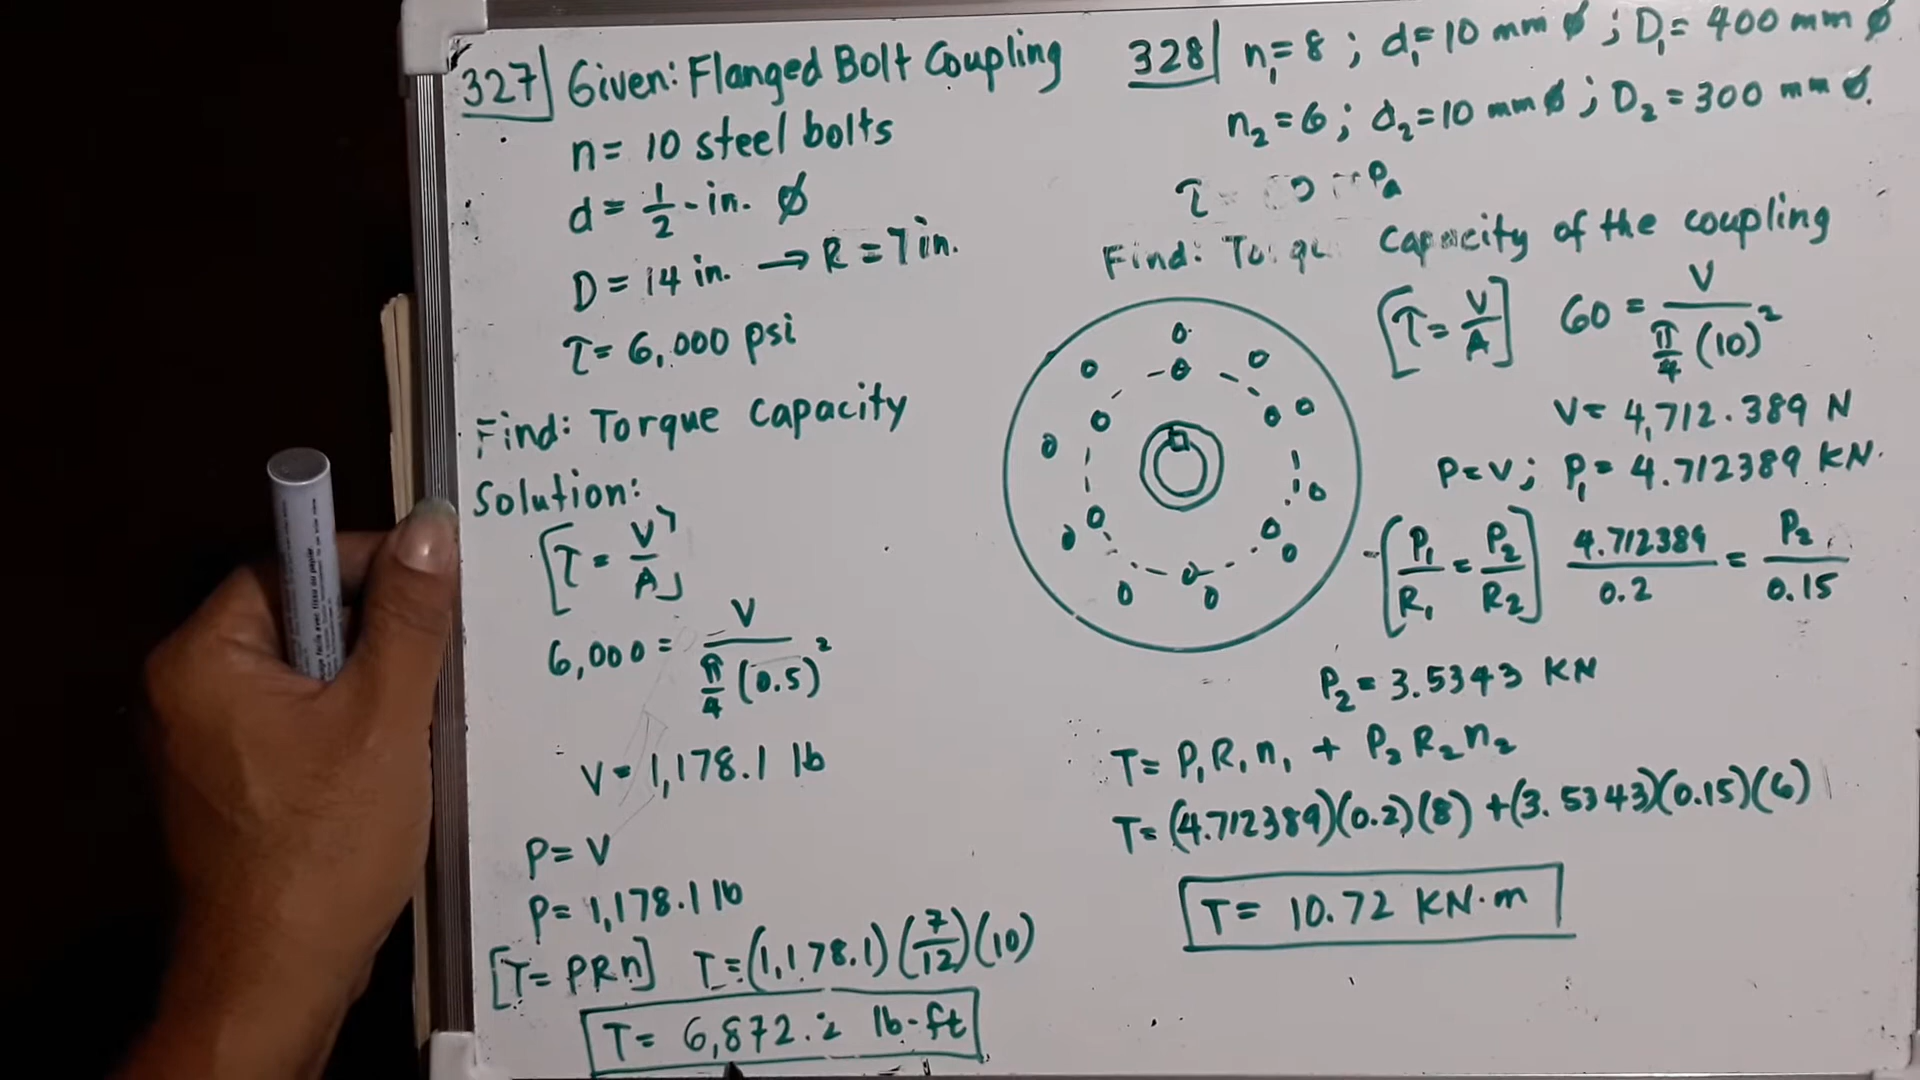 327 Given: Flanged Bolt Coupling
n = 10 steel bolts
d = 1/2 - in. Ø
D = 14 in. → R = 7 in.
τ = 6,000 psi
Find: Torque Capacity
Solution:
[τ = V/A]
6,000 = V / (π/4 (0.5)²)
V = 1,178.1 lb
P = V
P = 1,178.1 lb
[T = PRn] T = (1,178.1)(7/12)(10)
T = 6,872.2 lb-ft
328 n₁ = 8 ; d₁ = 10 mm Ø ; D₁ = 400 mm Ø
n₂ = 6 ; d₂ = 10 mm Ø ; D₂ = 300 mm Ø.
τ = Pa
Find: Torque Capacity of the coupling
[τ = V/A] 60 = V / (π/4 (10)²)
V = 4,712.389 N
P = V ; P₁ = 4.712389 KN.
[P₁/R₁ = P₂/R₂] 4.712389/0.2 = P₂/0.15
P₂ = 3.5343 KN
T = P₁R₁n₁ + P₂R₂n₂
T = (4.712389)(0.2)(8) + (3.5343)(0.15)(6)
T = 10.72 KN·m